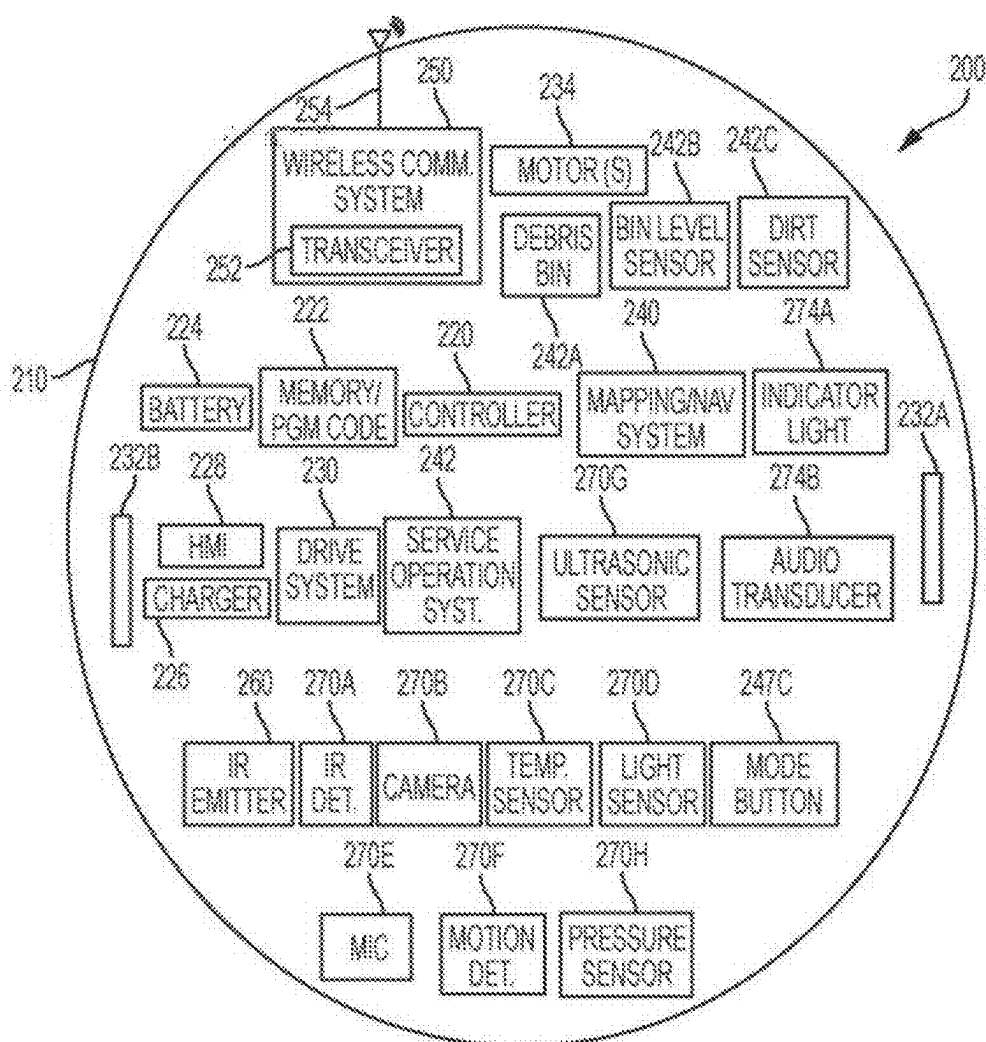 200
250
254
234
242B
242C
WIRELESS COMM.
SYSTEM
TRANSCEIVER
252
MOTOR (S)
DEBRIS
BIN
242A
BIN LEVEL
SENSOR
DIRT
SENSOR
210
224
222
220
240
274A
BATTERY
MEMORY/
PGM CODE
CONTROLLER
MAPPING/NAV
SYSTEM
INDICATOR
LIGHT
232A
232B
228
230
242
270G
274B
HMI
CHARGER
226
DRIVE
SYSTEM
SERVICE
OPERATION
SYST.
ULTRASONIC
SENSOR
AUDIO
TRANSDUCER
260
270A
270B
270C
270D
247C
IR
EMITTER
IR
DET.
CAMERA
TEMP.
SENSOR
LIGHT
SENSOR
MODE
BUTTON
270E
270F
270H
MIC
MOTION
DET.
PRESSURE
SENSOR